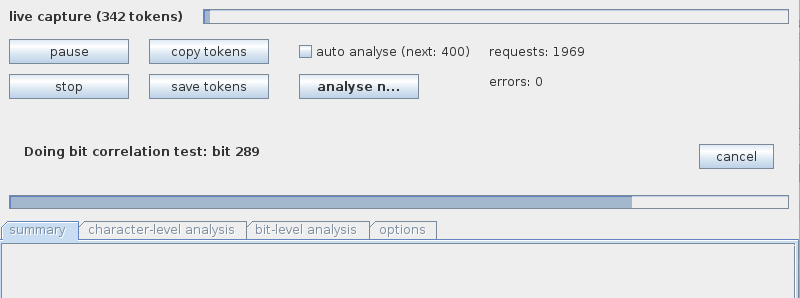 live capture (342 tokens)
pause copy tokens auto analyse (next: 400) requests: 1969
stop save tokens analyse n... errors: 0
Doing bit correlation test: bit 289
cancel
summary character-level analysis bit-level analysis options